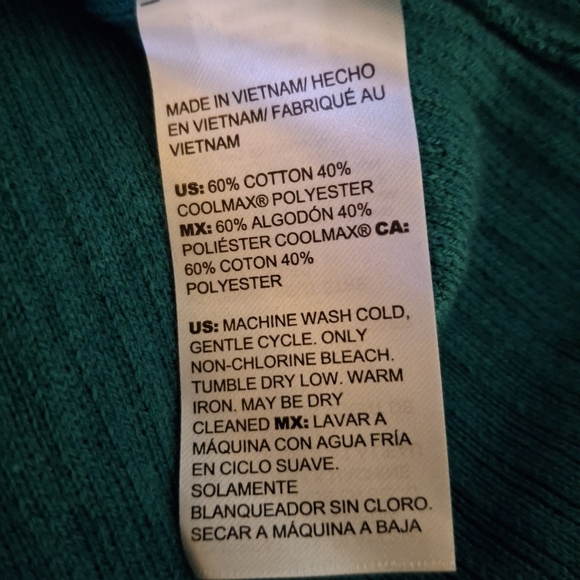 MADE IN VIETNAM/ HECHO
EN VIETNAM/ FABRIQUÉ AU
VIETNAM
US: 60% COTTON 40%
COOLMAX® POLYESTER
MX: 60% ALGODÓN 40%
POLIÉSTER COOLMAX® CA:
60% COTON 40%
POLYESTER
US: MACHINE WASH COLD,
GENTLE CYCLE. ONLY
NON-CHLORINE BLEACH.
TUMBLE DRY LOW. WARM
IRON. MAY BE DRY
CLEANED MX: LAVAR A
MÁQUINA CON AGUA FRÍA
EN CICLO SUAVE.
SOLAMENTE
BLANQUEADOR SIN CLORO.
SECAR A MÁQUINA A BAJA